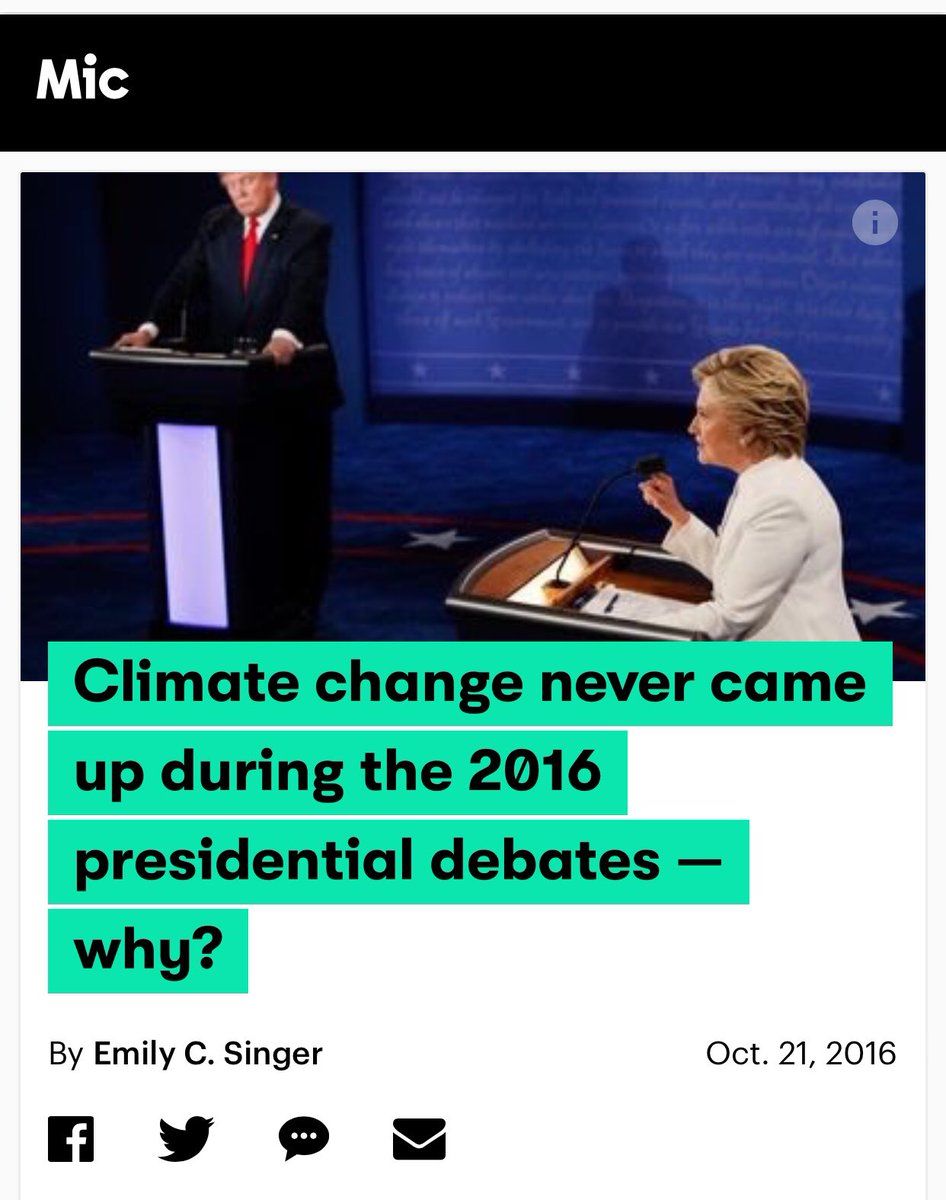 Mic
i
Climate change never came
up during the 2016
presidential debates —
why?
By Emily C. Singer
Oct. 21, 2016